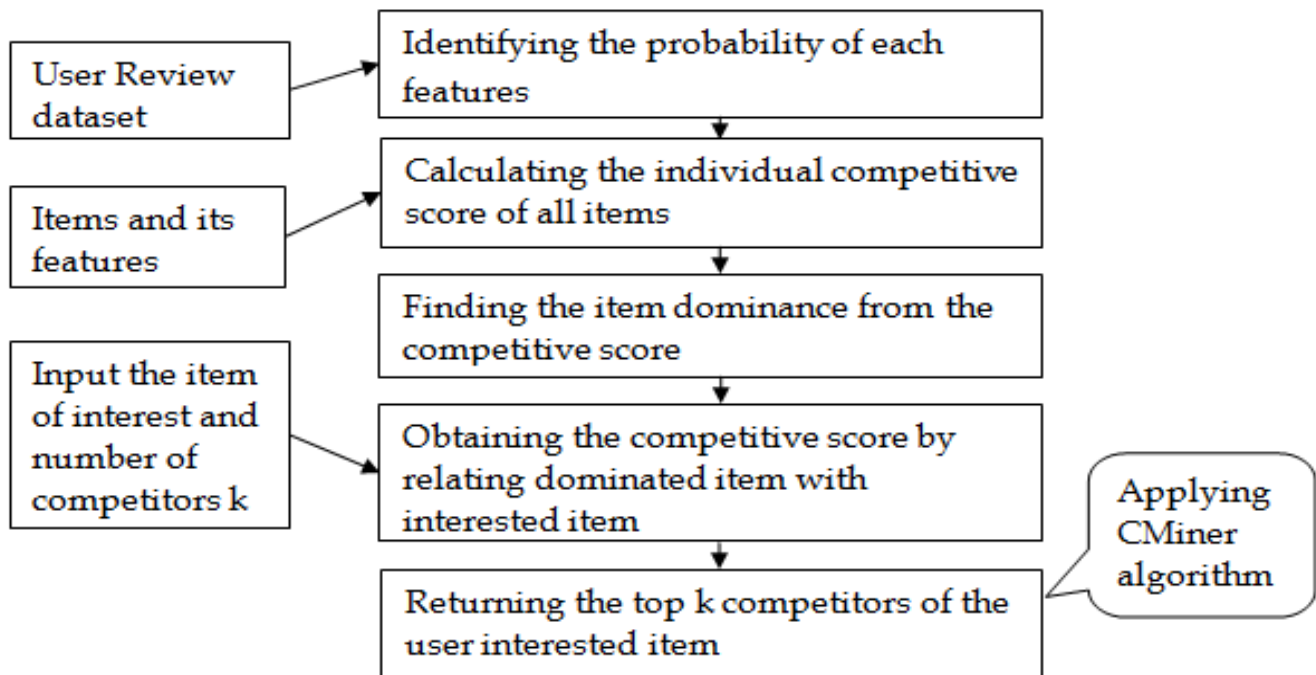 User Review
dataset
Identifying the probability of each
features
Items and its
features
Calculating the individual competitive
score of all items
Finding the item dominance from the
competitive score
Input the item
of interest and
number of
competitors k
Obtaining the competitive score by
relating dominated item with
interested item
Applying
CMiner
algorithm
Returning the top k competitors of the
user interested item